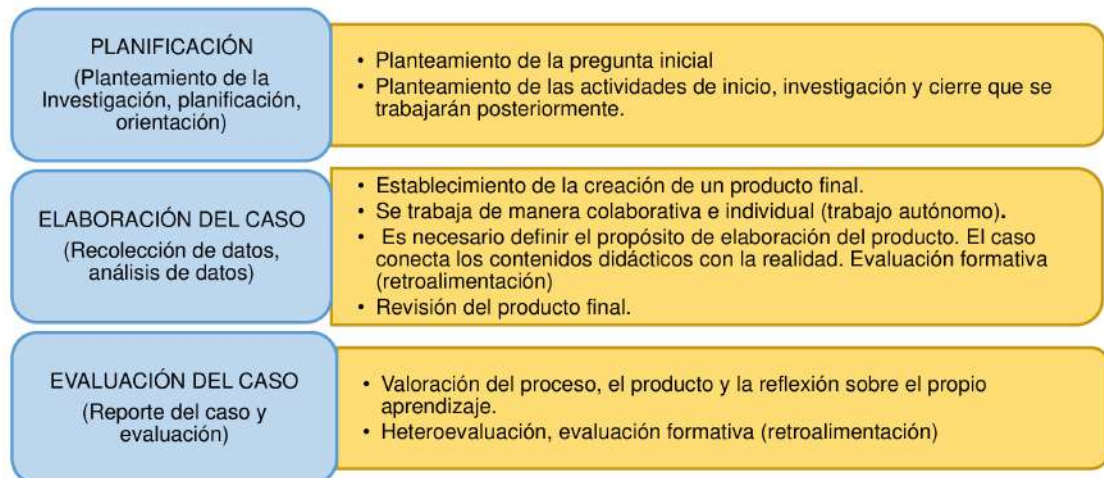 PLANIFICACIÓN
(Planteamiento de la
Investigación, planificación,
orientación)
• Planteamiento de la pregunta inicial
• Planteamiento de las actividades de inicio, investigación y cierre que se
trabajarán posteriormente.
ELABORACIÓN DEL CASO
(Recolección de datos,
análisis de datos)
• Establecimiento de la creación de un producto final.
• Se trabaja de manera colaborativa e individual (trabajo autónomo).
• Es necesario definir el propósito de elaboración del producto. El caso
conecta los contenidos didácticos con la realidad. Evaluación formativa
(retroalimentación)
• Revisión del producto final.
EVALUACIÓN DEL CASO
(Reporte del caso y
evaluación)
• Valoración del proceso, el producto y la reflexión sobre el propio
aprendizaje.
• Heteroevaluación, evaluación formativa (retroalimentación)